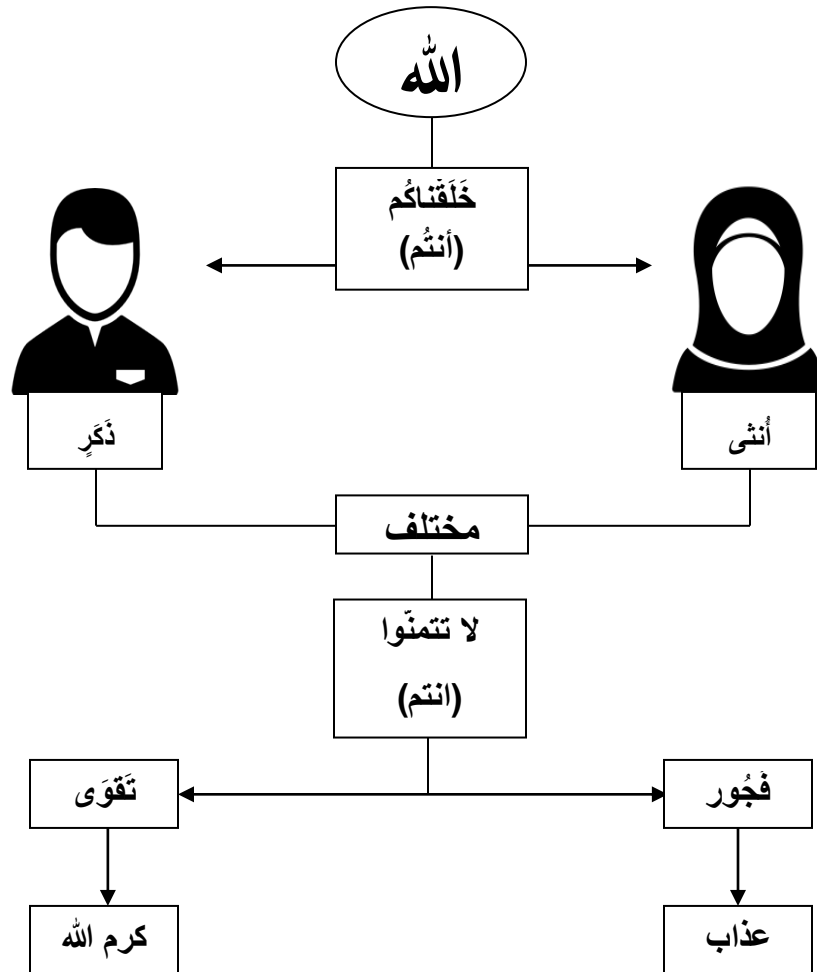 الله
خَلَقْناكُم
(أنتُم)
أُنثى
ذَكَرٍ
مختلف
لا تتمنّوا
(انتم)
فُجُور
تَقوَى
عذاب
كرم الله